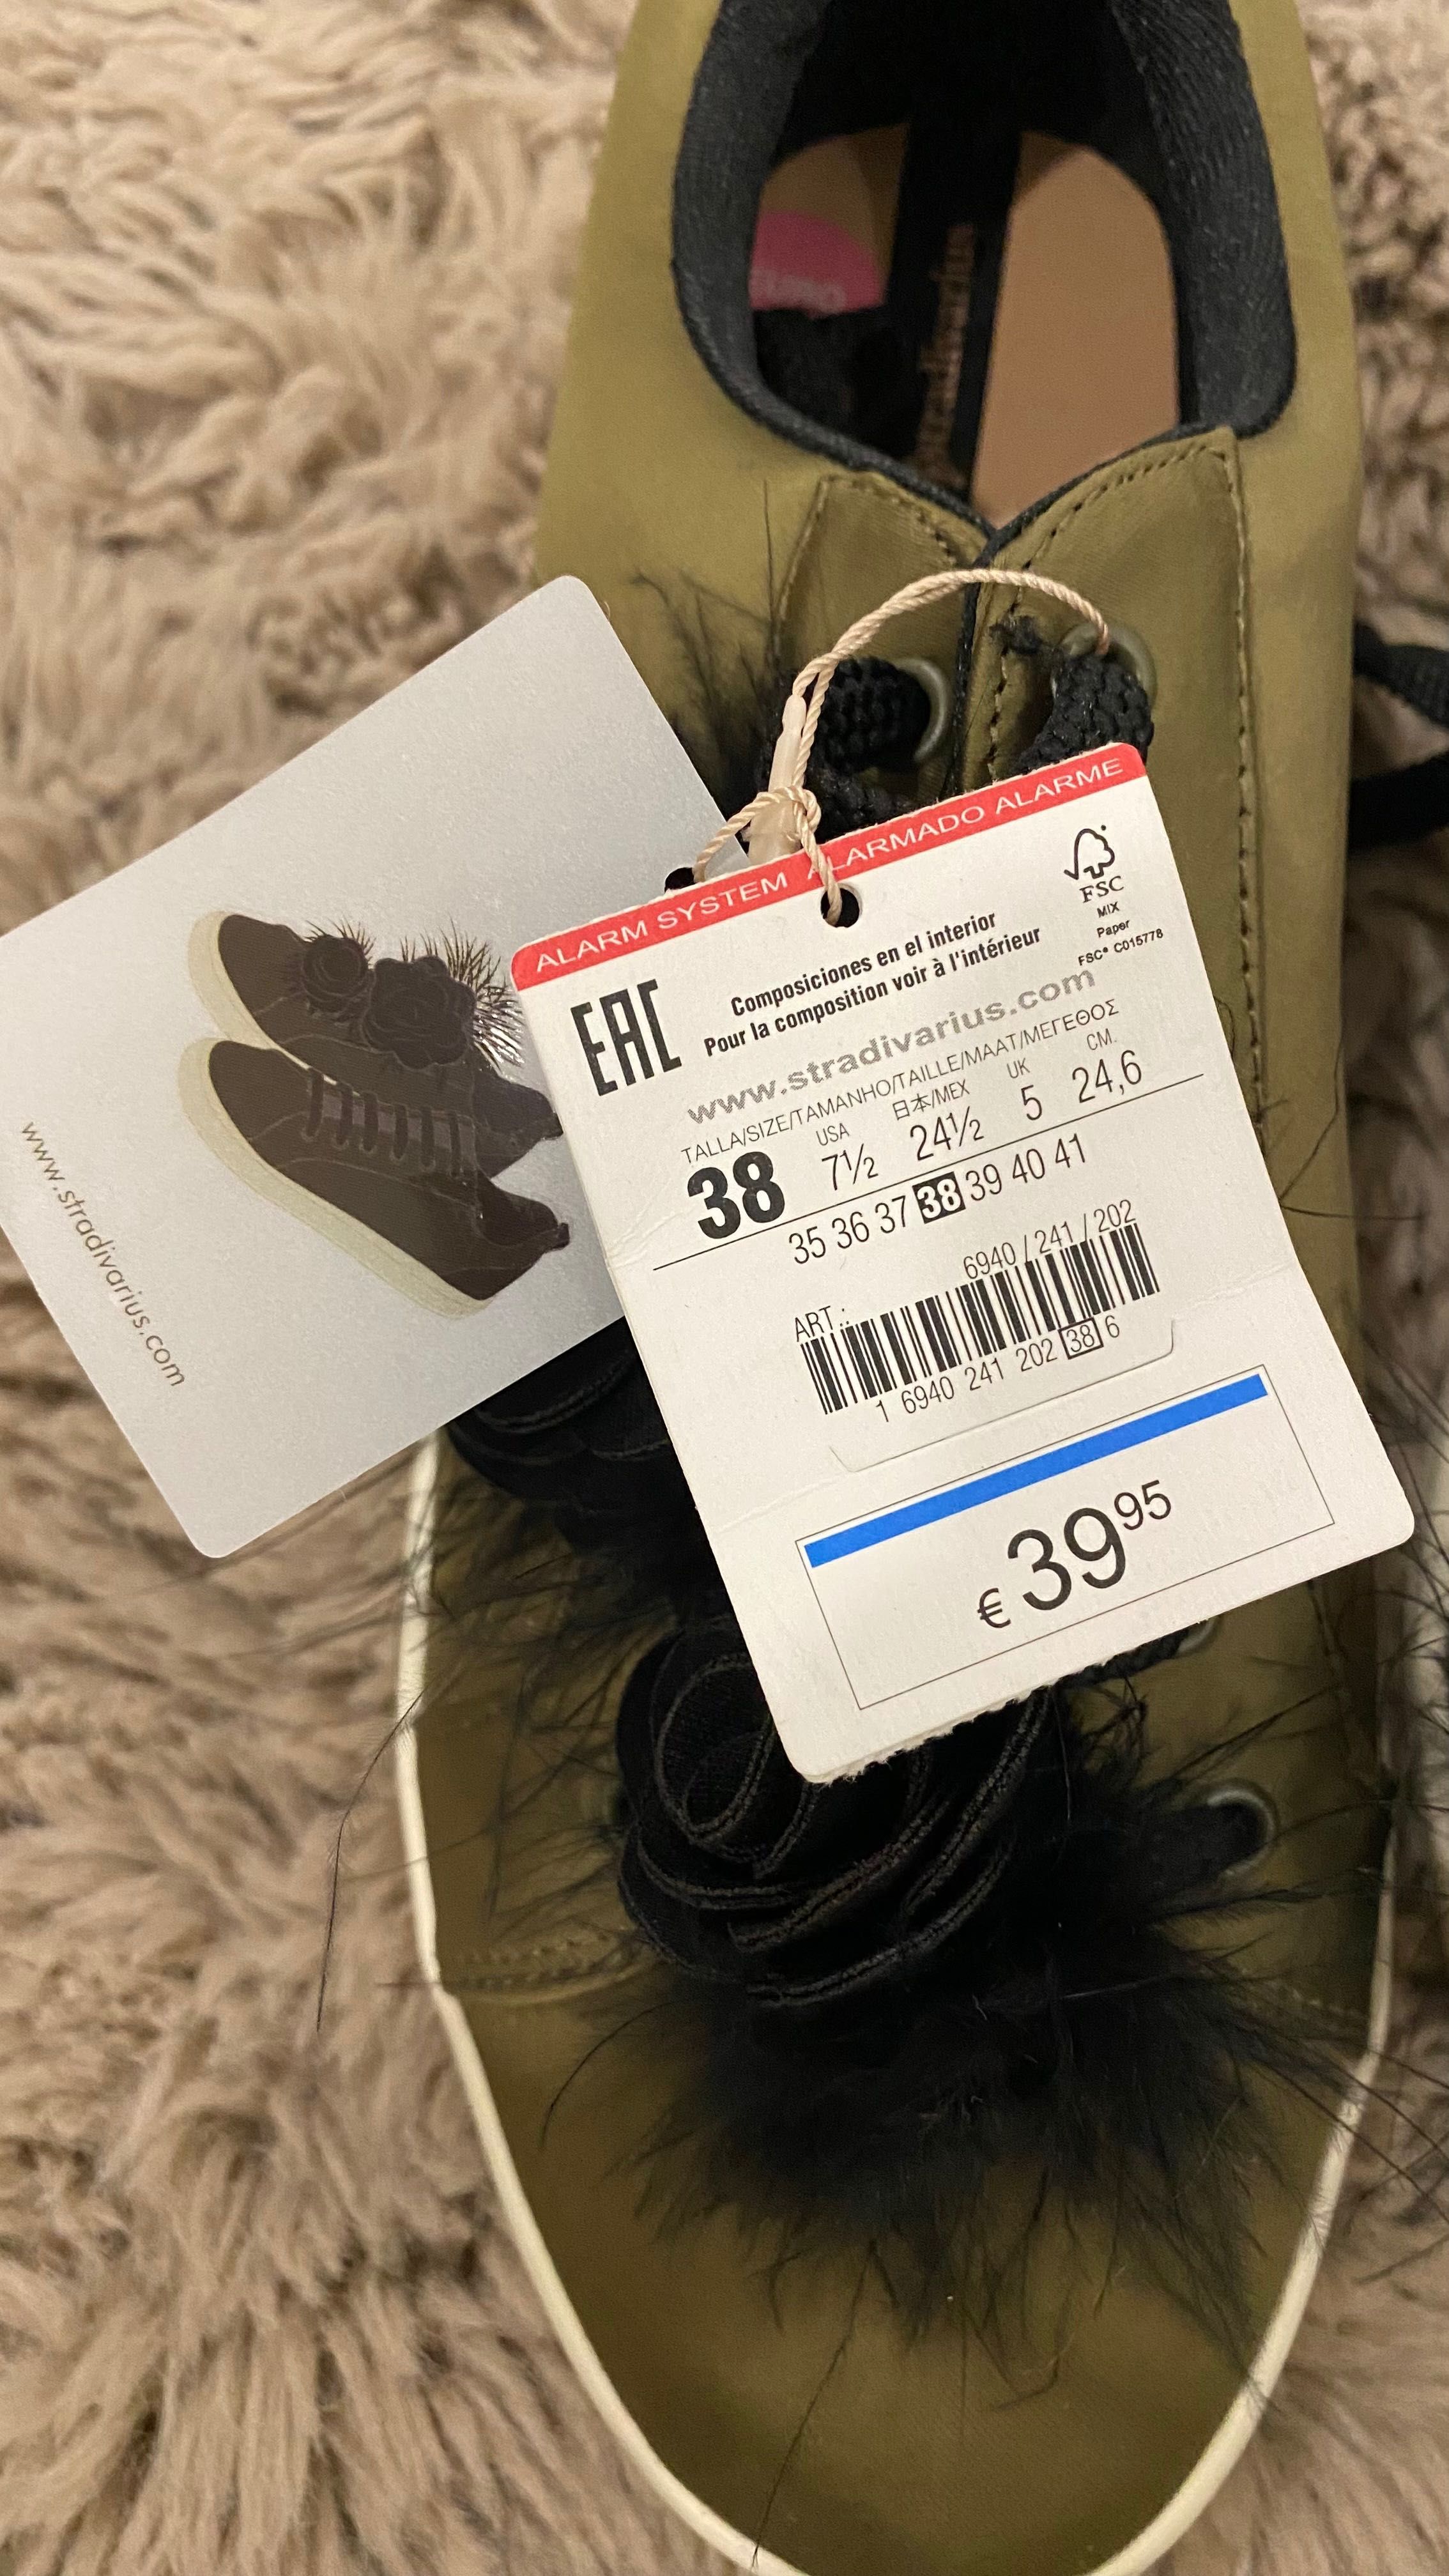 stradivarius
ALARM SYSTEM ALARMADO ALARME
FSC
MIX
Paper
FSC® C015778
EAC
Composiciones en el interior
Pour la composition voir à l'intérieur
www.stradivarius.com
TALLA/SIZE/TAMANHO/TAILLE/MAAT/ΜΕΓΕΘΟΣ
USA 日本/MEX UK CM.
38 7½ 24½ 5 24,6
35 36 37 38 39 40 41
6940 / 241 / 202
ART.:
1 6940 241 202 38 6
€ 39 95
www.stradivarius.com